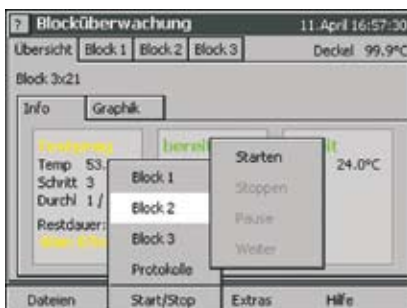 ? Blocküberwachung 11.April 16:57:30
Übersicht Block 1 Block 2 Block 3 Deckel 99.9°C
Block 3x21
Info Graphik
bereit
Temp 53. 24.0°C
Schritt 3
Durchl 1 /
Restdauer:
Block 1
Block 2
Block 3
Protokolle
Starten
Stoppen
Pause
Weiter
Dateien Start/Stop Extras Hilfe